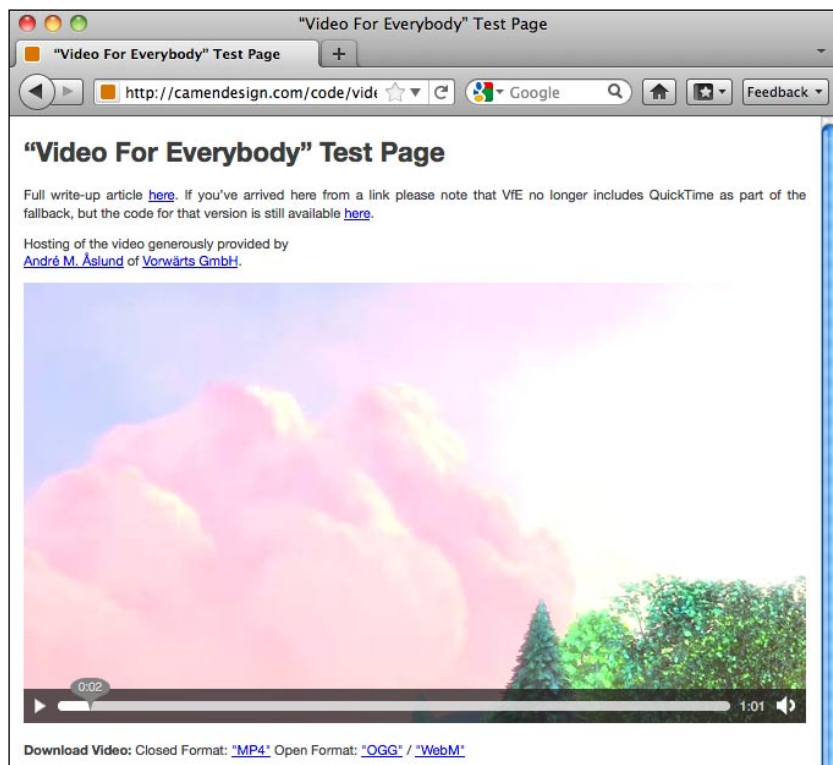 “Video For Everybody” Test Page
“Video For Everybody” Test Page
http://camendesign.com/code/vide
Google
Feedback
“Video For Everybody” Test Page
Full write-up article here. If you’ve arrived here from a link please note that VfE no longer includes QuickTime as part of the
fallback, but the code for that version is still available here.
Hosting of the video generously provided by
André M. Åslund of Vorwärts GmbH.
0:02
1:01
Download Video: Closed Format: "MP4" Open Format: "OGG" / "WebM"